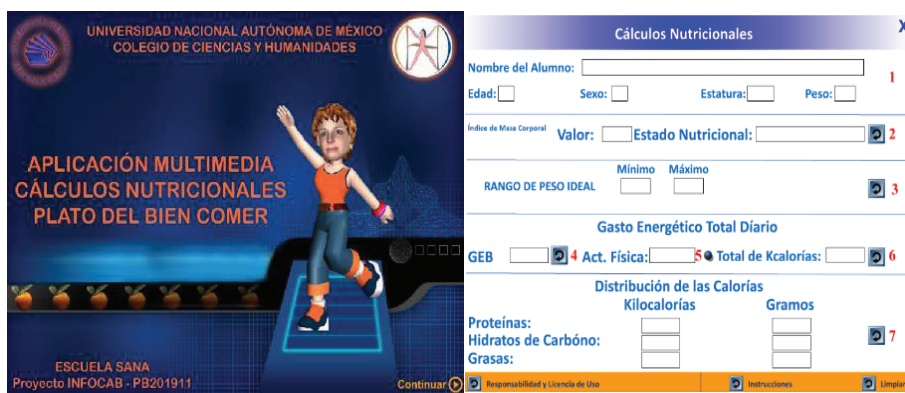 UNIVERSIDAD NACIONAL AUTÓNOMA DE MÉXICO
COLEGIO DE CIENCIAS Y HUMANIDADES
APLICACIÓN MULTIMEDIA
CÁLCULOS NUTRICIONALES
PLATO DEL BIEN COMER
ESCUELA SANA
Proyecto INFOCAB - PB201911
Continuar
Cálculos Nutricionales X
Nombre del Alumno:
1
Edad: Sexo: Estatura: Peso:
Índice de Masa Corporal Valor: Estado Nutricional: 2
Mínimo Máximo
RANGO DE PESO IDEAL 3
Gasto Energético Total Díario
GEB 4 Act. Física: 5 Total de Kcalorías: 6
Distribución de las Calorías
Kilocalorías Gramos
Proteínas:
Hidratos de Carbóno: 7
Grasas:
Responsabilidad y Licencia de Uso Instrucciones Limpiar